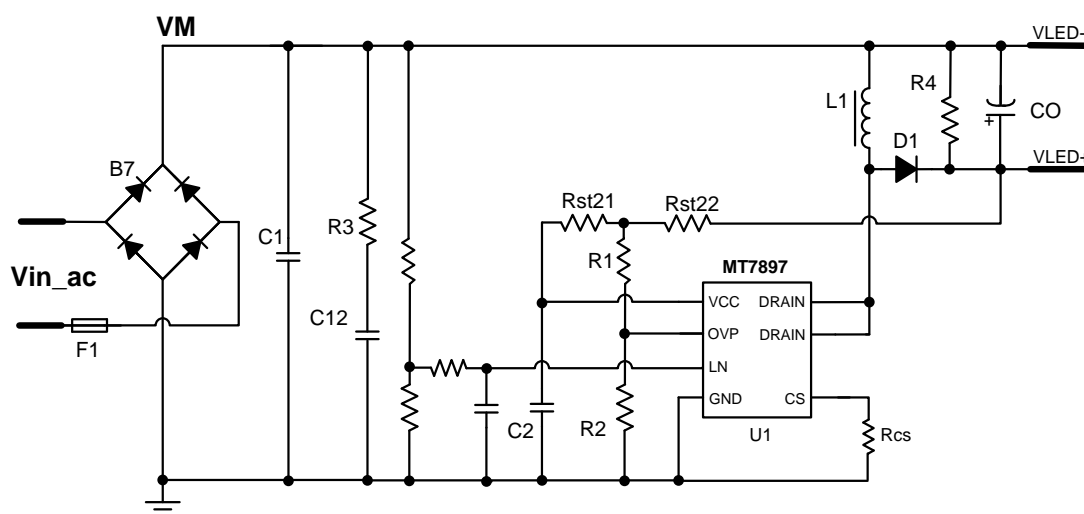 VM
VLED-
R4
L1
CO
D1
VLED+
B7
Rst21
Rst22
R3
C1
R1
MT7897
Vin_ac
VCC
DRAIN
C12
OVP
DRAIN
F1
LN
GND
CS
C2
R2
U1
Rcs
+